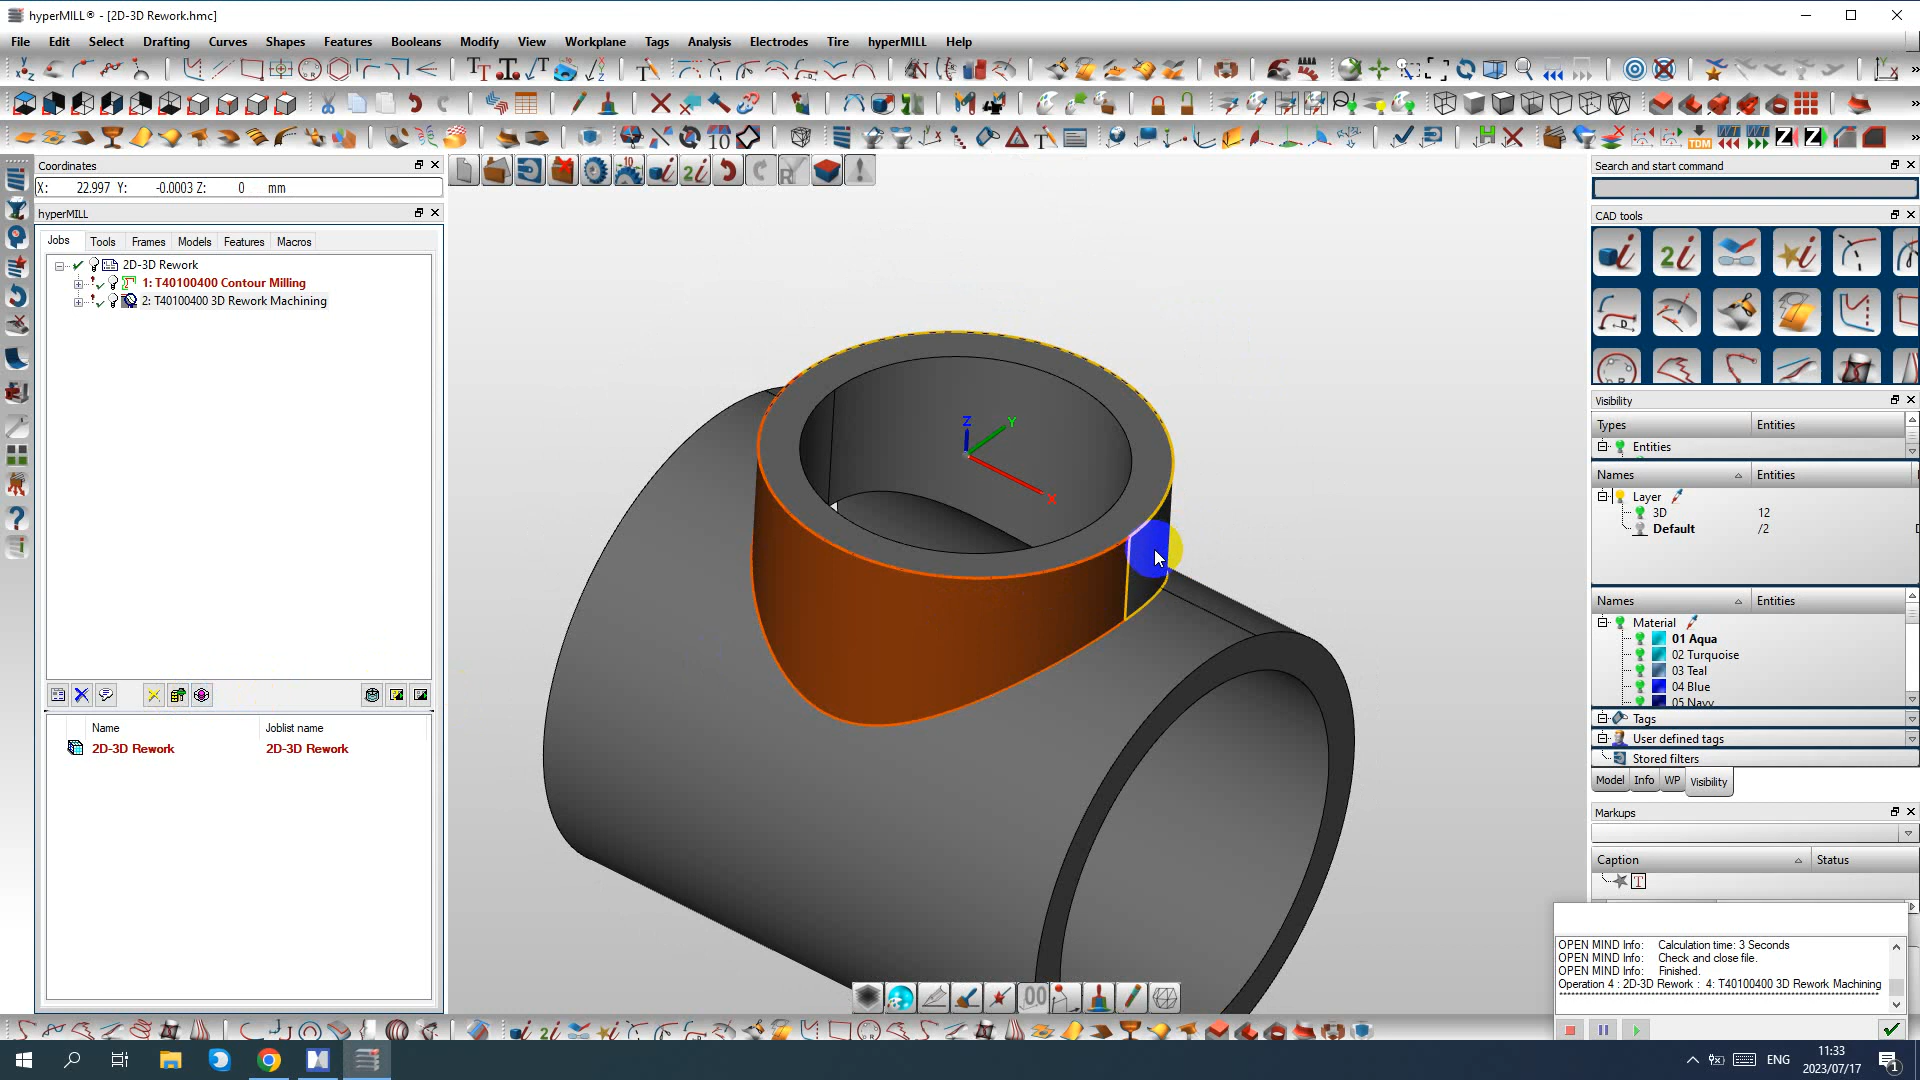 hyperMILL® - [2D-3D Rework.hmc]
File Edit Select Drafting Curves Shapes Features Booleans Modify View Workplane Tags Analysis Electrodes Tire hyperMILL Help
Coordinates
X: 22.997 Y: -0.0003 Z: 0 mm
hyperMILL
Jobs Tools Frames Models Features Macros
2D-3D Rework
1: T40100400 Contour Milling
2: T40100400 3D Rework Machining
Name Joblist name
2D-3D Rework 2D-3D Rework
Z
Y
X
Search and start command
CAD tools
Visibility
Types Entities
Entities
Names Entities
Layer
3D 12
Default /2
Names Entities
Material
01 Aqua
02 Turquoise
03 Teal
04 Blue
05 Navy
Tags
User defined tags
Stored filters
Model Info WP Visibility
Markups
Caption Status
T
OPEN MIND Info: Calculation time: 3 Seconds
OPEN MIND Info: Check and close file.
OPEN MIND Info: Finished.
Operation 4 : 2D-3D Rework : 4: T40100400 3D Rework Machining
ENG
11:33
2023/07/17
1